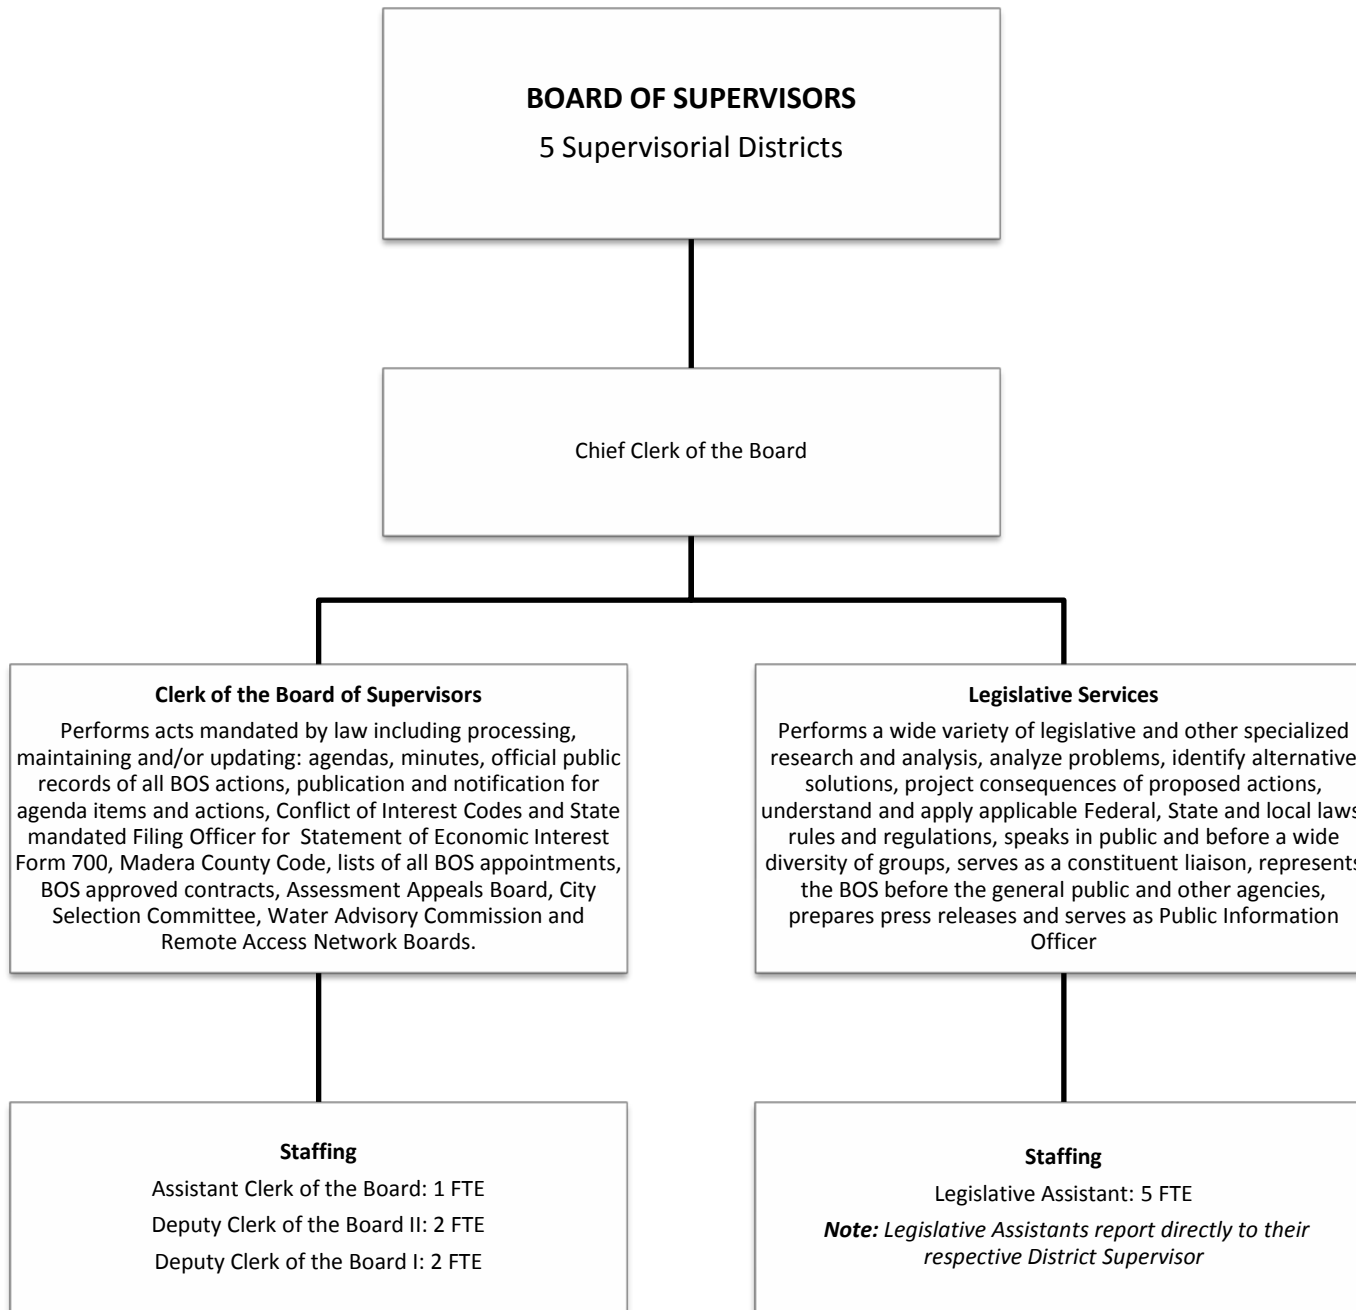 BOARD OF SUPERVISORS
5 Supervisorial Districts
Chief Clerk of the Board
Clerk of the Board of Supervisors
Performs acts mandated by law including processing,
maintaining and/or updating: agendas, minutes, official public
records of all BOS actions, publication and notification for
agenda items and actions, Conflict of Interest Codes and State
mandated Filing Officer for Statement of Economic Interest
Form 700, Madera County Code, lists of all BOS appointments,
BOS approved contracts, Assessment Appeals Board, City
Selection Committee, Water Advisory Commission and
Remote Access Network Boards.
Legislative Services
Performs a wide variety of legislative and other specialized
research and analysis, analyze problems, identify alternative
solutions, project consequences of proposed actions,
understand and apply applicable Federal, State and local laws
rules and regulations, speaks in public and before a wide
diversity of groups, serves as a constituent liaison, represents
the BOS before the general public and other agencies,
prepares press releases and serves as Public Information
Officer
Staffing
Assistant Clerk of the Board: 1 FTE
Deputy Clerk of the Board II: 2 FTE
Deputy Clerk of the Board I: 2 FTE
Staffing
Legislative Assistant: 5 FTE
Note: Legislative Assistants report directly to their
respective District Supervisor